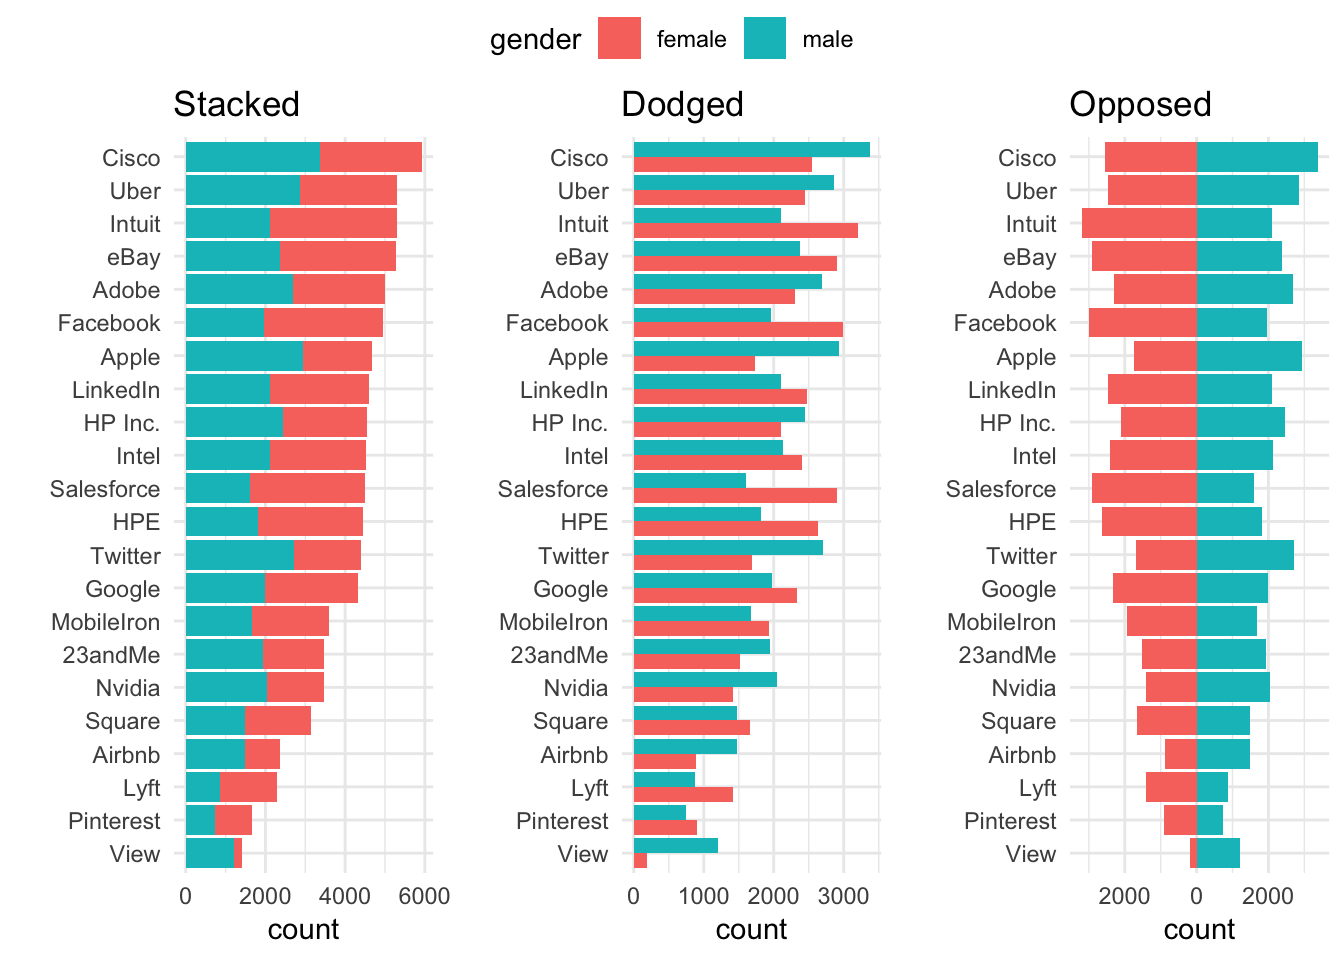 gender female male
Stacked
Cisco
Uber
Intuit
eBay
Adobe
Facebook
Apple
LinkedIn
HP Inc.
Intel
Salesforce
HPE
Twitter
Google
MobileIron
23andMe
Nvidia
Square
Airbnb
Lyft
Pinterest
View
0 2000 4000 6000
count
Dodged
Cisco
Uber
Intuit
eBay
Adobe
Facebook
Apple
LinkedIn
HP Inc.
Intel
Salesforce
HPE
Twitter
Google
MobileIron
23andMe
Nvidia
Square
Airbnb
Lyft
Pinterest
View
0 1000 2000 3000
count
Opposed
Cisco
Uber
Intuit
eBay
Adobe
Facebook
Apple
LinkedIn
HP Inc.
Intel
Salesforce
HPE
Twitter
Google
MobileIron
23andMe
Nvidia
Square
Airbnb
Lyft
Pinterest
View
2000 0 2000
count